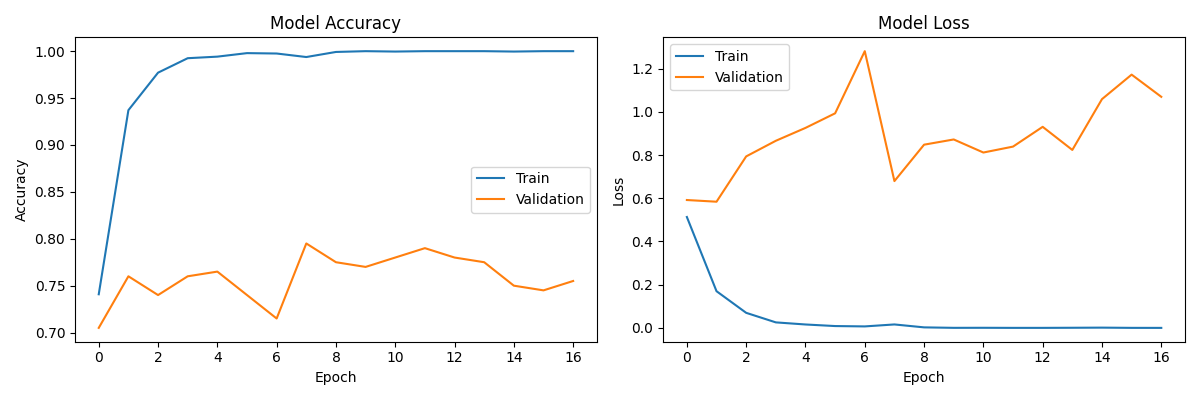 Model Accuracy
1.00
0.95
0.90
0.85
0.80
0.75
0.70
Accuracy
Train
Validation
0 2 4 6 8 10 12 14 16
Epoch
Model Loss
Train
Validation
1.2
1.0
0.8
0.6
0.4
0.2
0.0
Loss
0 2 4 6 8 10 12 14 16
Epoch